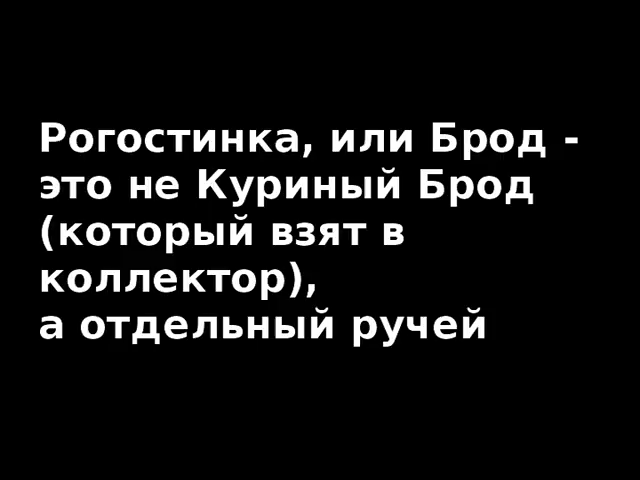 Рогостинка, или Брод -
это не Куриный Брод
(который взят в
коллектор),
а отдельный ручей